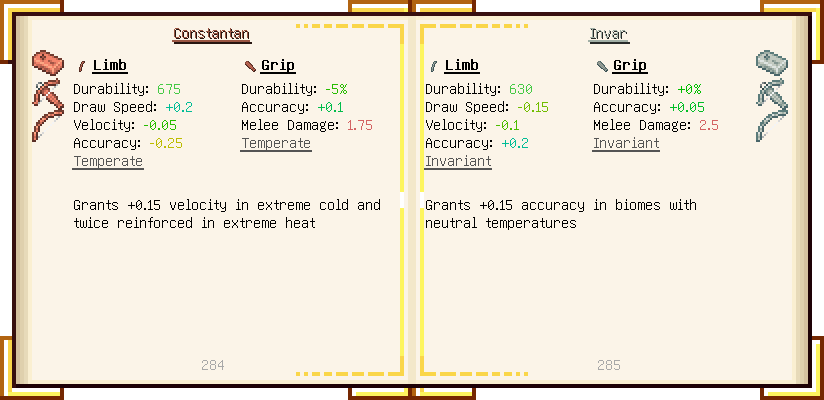 Constantan
Limb
Durability: 675
Draw Speed: +0.2
Velocity: -0.05
Accuracy: -0.25
Temperate
Grip
Durability: -5%
Accuracy: +0.1
Melee Damage: 1.75
Temperate
Grants +0.15 velocity in extreme cold and
twice reinforced in extreme heat
284
Invar
Limb
Durability: 630
Draw Speed: -0.15
Velocity: -0.1
Accuracy: +0.2
Invariant
Grip
Durability: +0%
Accuracy: +0.05
Melee Damage: 2.5
Invariant
Grants +0.15 accuracy in biomes with
neutral temperatures
285